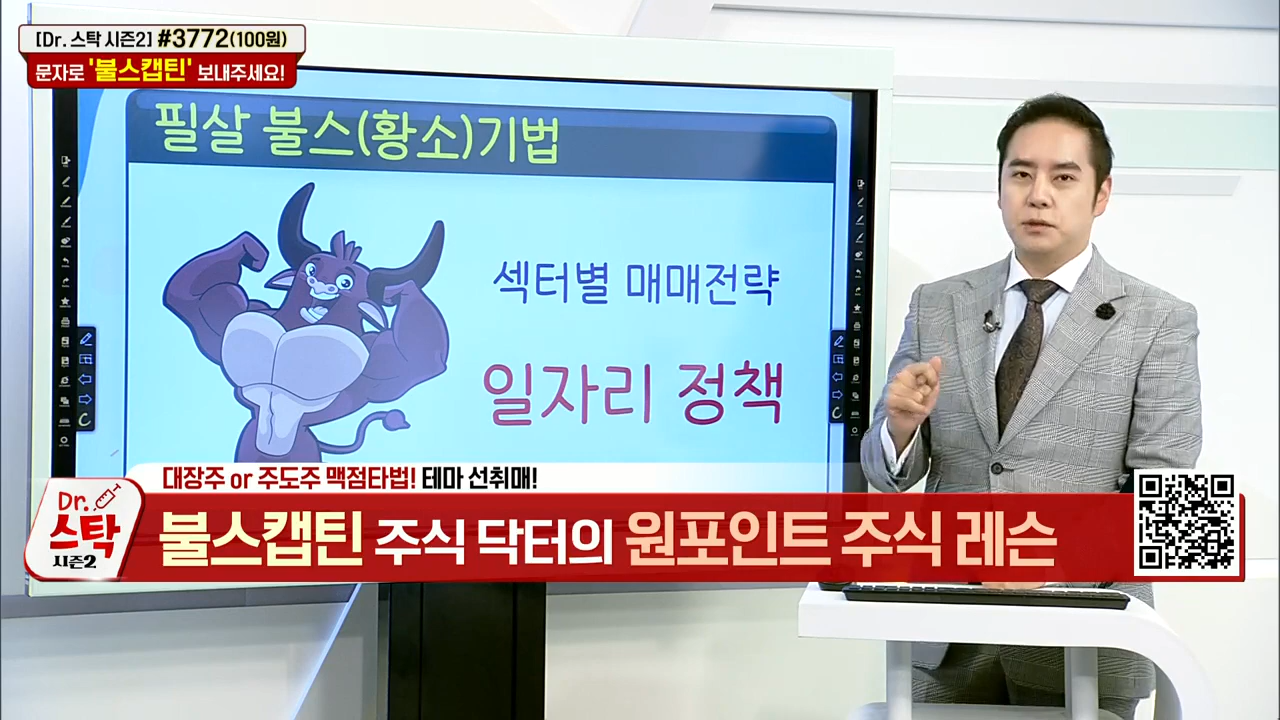 [Dr. 스탁 시즌2] #3772(100원)
문자로 '불스캡틴' 보내주세요!
필살 불스(황소)기법
섹터별 매매전략
일자리 정책
대장주 or 주도주 맥점타법! 테마 선취매!
Dr.
스탁
시즌2
불스캡틴 주식 닥터의 원포인트 주식 레슨